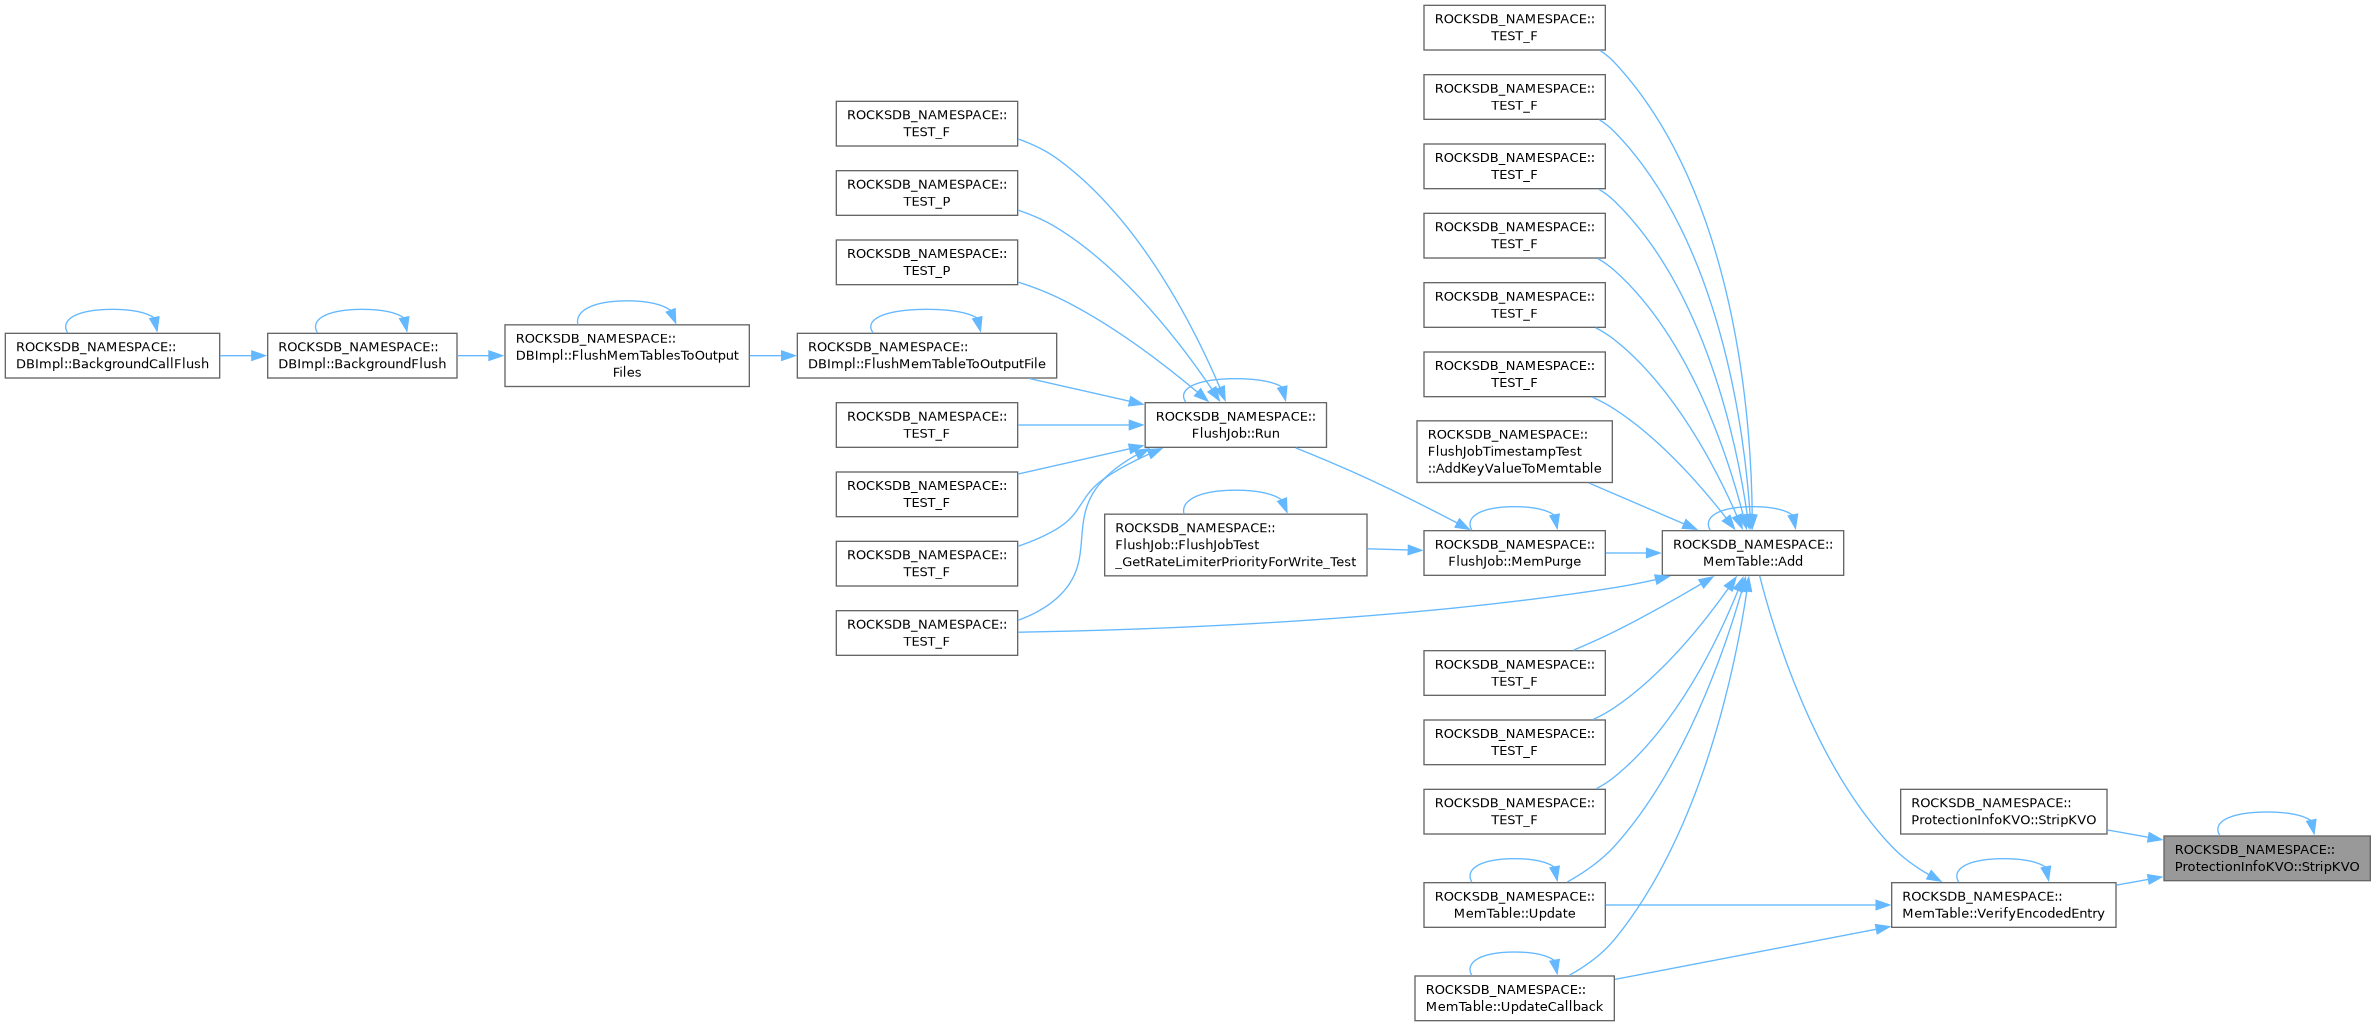 ROCKSDB_NAMESPACE::
DBImpl::BackgroundCallFlush
ROCKSDB_NAMESPACE::
DBImpl::BackgroundFlush
ROCKSDB_NAMESPACE::
DBImpl::FlushMemTablesToOutput
Files
ROCKSDB_NAMESPACE::
TEST_F
ROCKSDB_NAMESPACE::
TEST_P
ROCKSDB_NAMESPACE::
TEST_P
ROCKSDB_NAMESPACE::
DBImpl::FlushMemTableToOutputFile
ROCKSDB_NAMESPACE::
TEST_F
ROCKSDB_NAMESPACE::
TEST_F
ROCKSDB_NAMESPACE::
TEST_F
ROCKSDB_NAMESPACE::
TEST_F
ROCKSDB_NAMESPACE::
FlushJob::Run
ROCKSDB_NAMESPACE::
FlushJob::FlushJobTest
_GetRateLimiterPriorityForWrite_Test
ROCKSDB_NAMESPACE::
TEST_F
ROCKSDB_NAMESPACE::
TEST_F
ROCKSDB_NAMESPACE::
TEST_F
ROCKSDB_NAMESPACE::
TEST_F
ROCKSDB_NAMESPACE::
TEST_F
ROCKSDB_NAMESPACE::
TEST_F
ROCKSDB_NAMESPACE::
FlushJobTimestampTest
::AddKeyValueToMemtable
ROCKSDB_NAMESPACE::
FlushJob::MemPurge
ROCKSDB_NAMESPACE::
TEST_F
ROCKSDB_NAMESPACE::
TEST_F
ROCKSDB_NAMESPACE::
TEST_F
ROCKSDB_NAMESPACE::
MemTable::Update
ROCKSDB_NAMESPACE::
MemTable::UpdateCallback
ROCKSDB_NAMESPACE::
MemTable::Add
ROCKSDB_NAMESPACE::
ProtectionInfoKVO::StripKVO
ROCKSDB_NAMESPACE::
MemTable::VerifyEncodedEntry
ROCKSDB_NAMESPACE::
ProtectionInfoKVO::StripKVO